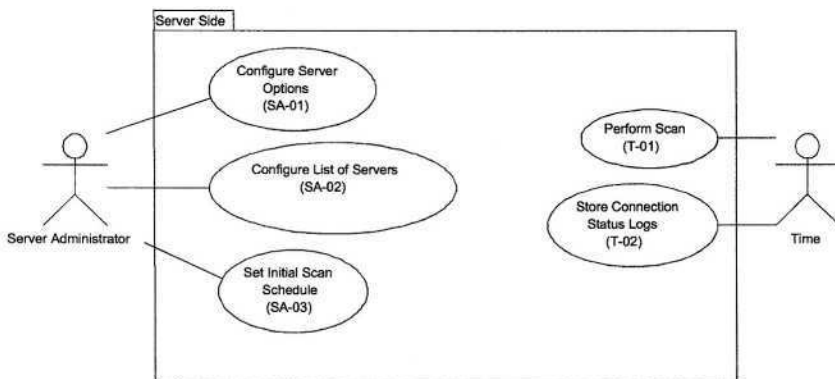 Server Side
Configure Server
Options
(SA-01)
Perform Scan
(T-01)
Configure List of Servers
(SA-02)
Store Connection
Status Logs
(T-02)
Server Administrator
Time
Set Initial Scan
Schedule
(SA-03)